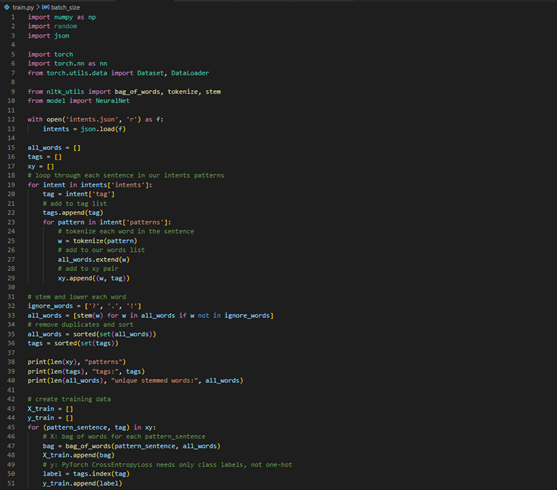 train.py > batch_size
1 import numpy as np
2 import random
3 import json
4
5 import torch
6 import torch.nn as nn
7 from torch.utils.data import Dataset, DataLoader
8
9 from nltk_utils import bag_of_words, tokenize, stem
10 from model import NeuralNet
11
12 with open('intents.json', 'r') as f:
13     intents = json.load(f)
14
15 all_words = []
16 tags = []
17 xy = []
18 # loop through each sentence in our intents patterns
19 for intent in intents['intents']:
20     tag = intent['tag']
21     # add to tag list
22     tags.append(tag)
23     for pattern in intent['patterns']:
24         # tokenize each word in the sentence
25         w = tokenize(pattern)
26         # add to our words list
27         all_words.extend(w)
28         # add to xy pair
29         xy.append((w, tag))
30
31 # stem and lower each word
32 ignore_words = ['?', '.', '!']
33 all_words = [stem(w) for w in all_words if w not in ignore_words]
34 # remove duplicates and sort
35 all_words = sorted(set(all_words))
36 tags = sorted(set(tags))
37
38 print(len(xy), "patterns")
39 print(len(tags), "tags:", tags)
40 print(len(all_words), "unique stemmed words:", all_words)
41
42 # create training data
43 X_train = []
44 y_train = []
45 for (pattern_sentence, tag) in xy:
46     # X: bag of words for each pattern_sentence
47     bag = bag_of_words(pattern_sentence, all_words)
48     X_train.append(bag)
49     # y: PyTorch CrossEntropyLoss needs only class labels, not one-hot
50     label = tags.index(tag)
51     y_train.append(label)